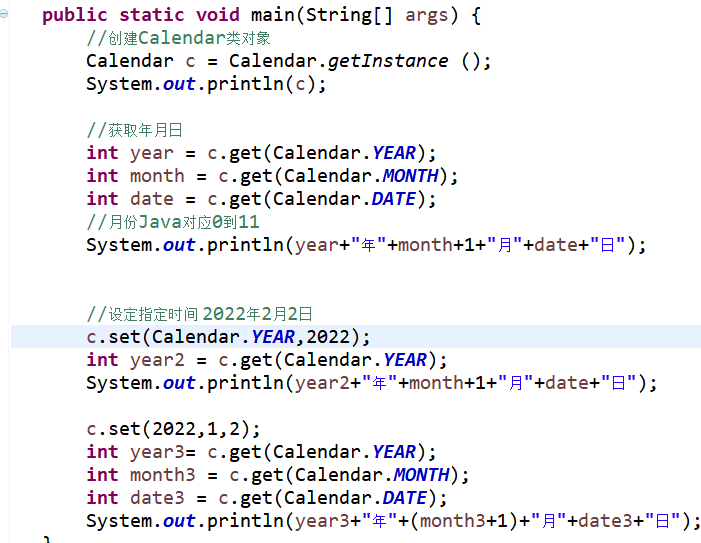 public static void main(String[] args) {
//创建Calendar类对象
Calendar c = Calendar.getInstance ();
System.out.println(c);
//获取年月日
int year = c.get(Calendar.YEAR);
int month = c.get(Calendar.MONTH);
int date = c.get(Calendar.DATE);
//月份Java对应0到11
System.out.println(year+"年"+month+1+"月"+date+"日");
//设定指定时间 2022年2月2日
c.set(Calendar.YEAR,2022);
int year2 = c.get(Calendar.YEAR);
System.out.println(year2+"年"+month+1+"月"+date+"日");
c.set(2022,1,2);
int year3= c.get(Calendar.YEAR);
int month3 = c.get(Calendar.MONTH);
int date3 = c.get(Calendar.DATE);
System.out.println(year3+"年"+(month3+1)+"月"+date3+"日");
}